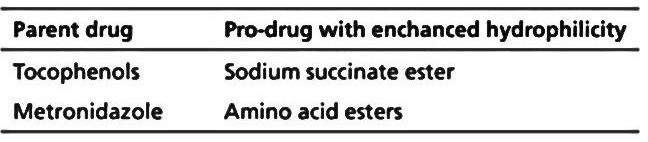 Parent drug Pro-drug with enchanced hydrophilicity
Tocophenols Sodium succinate ester
Metronidazole Amino acid esters